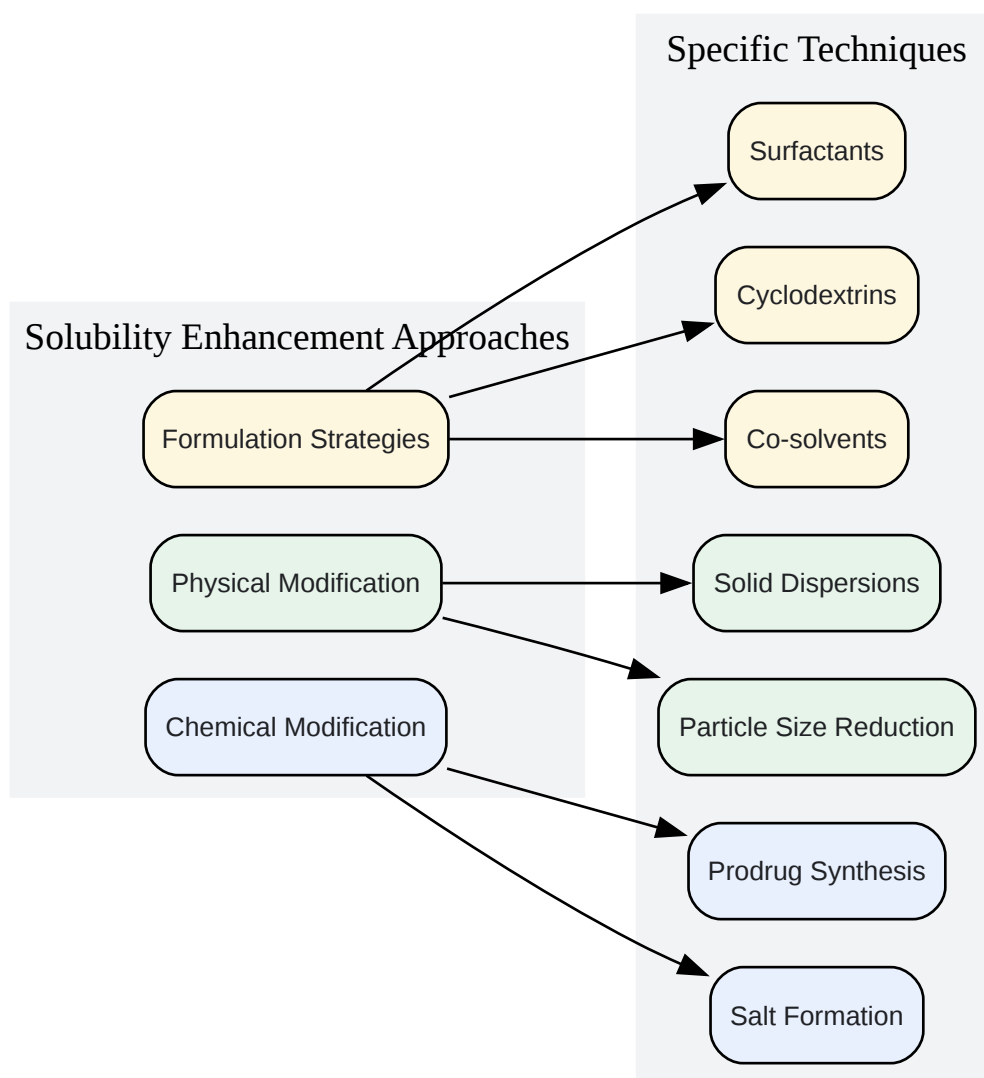 Specific Techniques
Surfactants
Cyclodextrins
Solubility Enhancement Approaches
Formulation Strategies
Co-solvents
Physical Modification
Solid Dispersions
Chemical Modification
Particle Size Reduction
Prodrug Synthesis
Salt Formation